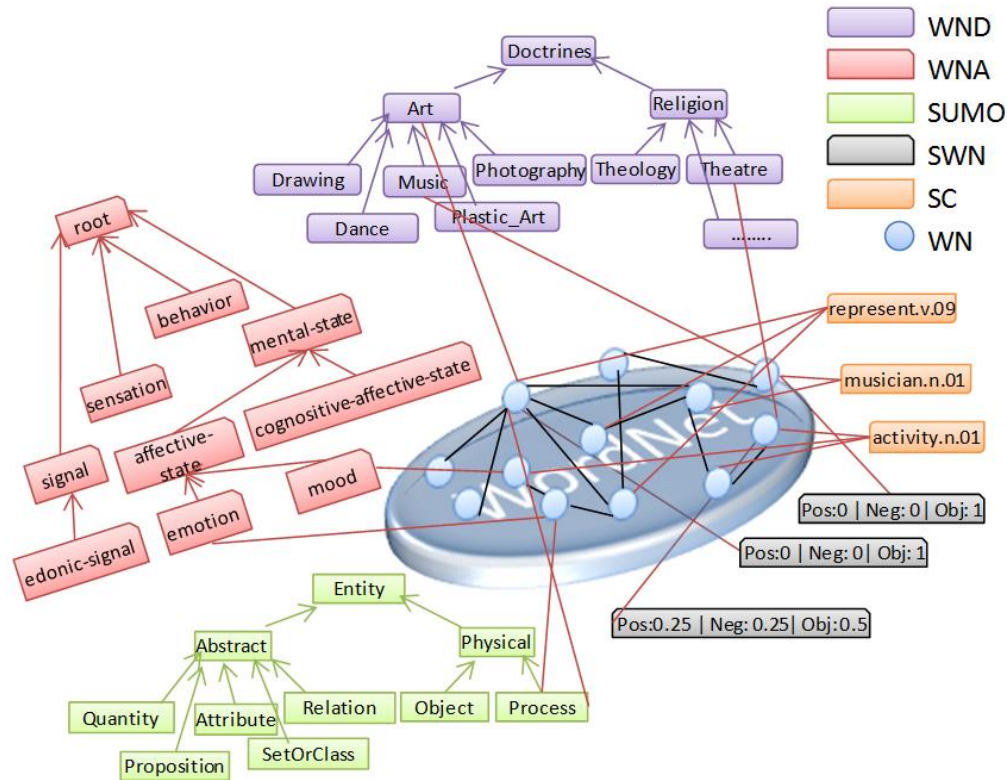 Doctrines
WND
Art
Religion
WNA
SUMO
Drawing
Music
Photography
Theology
Theatre
SWN
Dance
Plastic_Art
........
SC
WN
root
behavior
mental-state
sensation
cognositive-affective-state
represent.v.09
musician.n.01
activity.n.01
signal
affective-
state
mood
emotion
edonic-signal
WordNet
Pos:0 | Neg: 0| Obj: 1
Pos:0 | Neg: 0| Obj: 1
Pos:0.25 | Neg: 0.25| Obj:0.5
Entity
Abstract
Physical
Quantity
Attribute
Relation
Object
Process
Proposition
SetOrClass